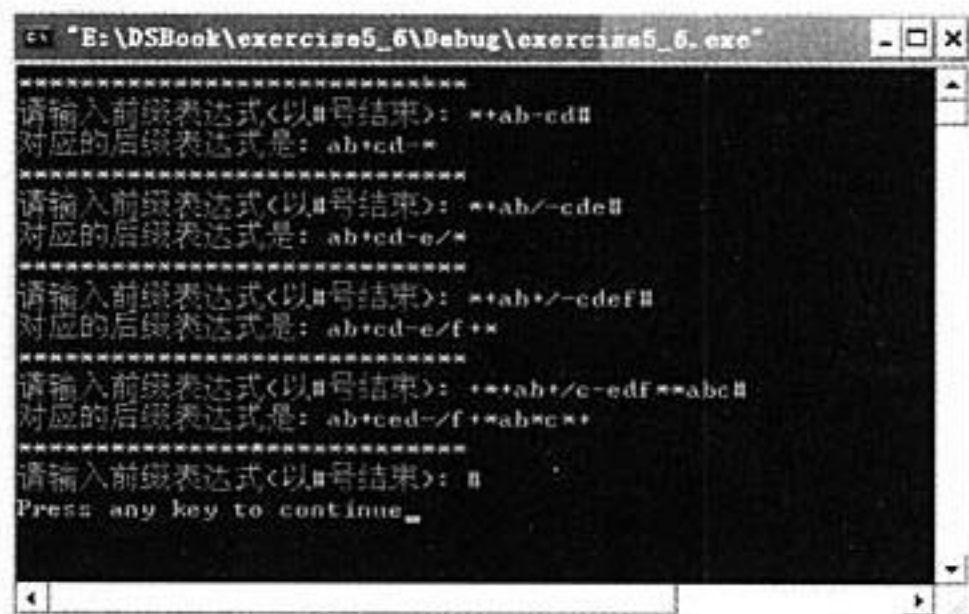 "E:\DSBook\exercise5_6\Debug\exercise5_6.exe"
******************************
请输入前缀表达式(以#号结束): *+ab-cd#
对应的后缀表达式是: ab+cd-*
******************************
请输入前缀表达式(以#号结束): *+ab/-cde#
对应的后缀表达式是: ab+cd-e/*
******************************
请输入前缀表达式(以#号结束): *+ab+/-cdef#
对应的后缀表达式是: ab+cd-e/f+*
******************************
请输入前缀表达式(以#号结束): +*+ab+/c-edf**abc#
对应的后缀表达式是: ab+ced-/f+*ab*c*+
******************************
请输入前缀表达式(以#号结束): #
Press any key to continue_